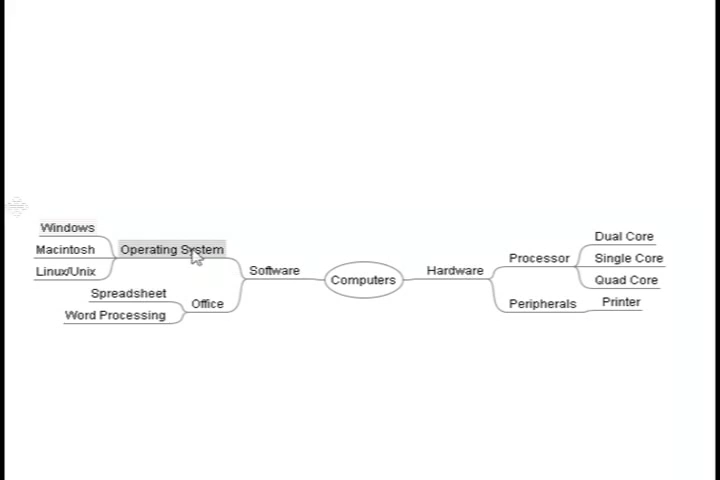 Windows
Macintosh
Linux/Unix
Operating System
Spreadsheet
Word Processing
Office
Software
Computers
Hardware
Processor
Dual Core
Single Core
Quad Core
Peripherals
Printer